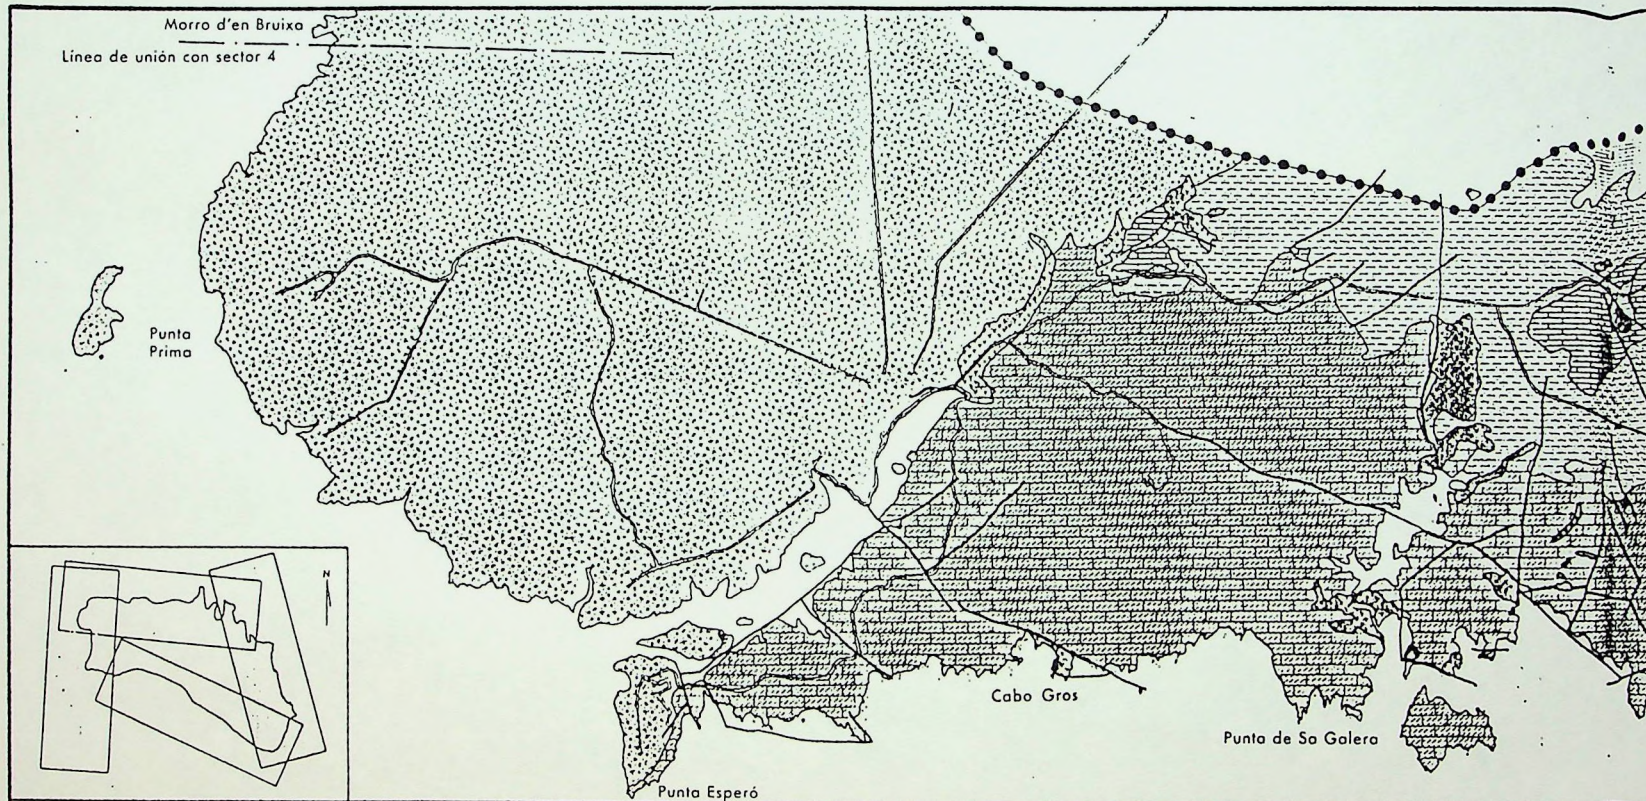 Morro d'en Bruixa
Línea de unión con sector 4
Punta
Prima
N
Cabo Gros
Punta de Sa Galera
Punta Esperó